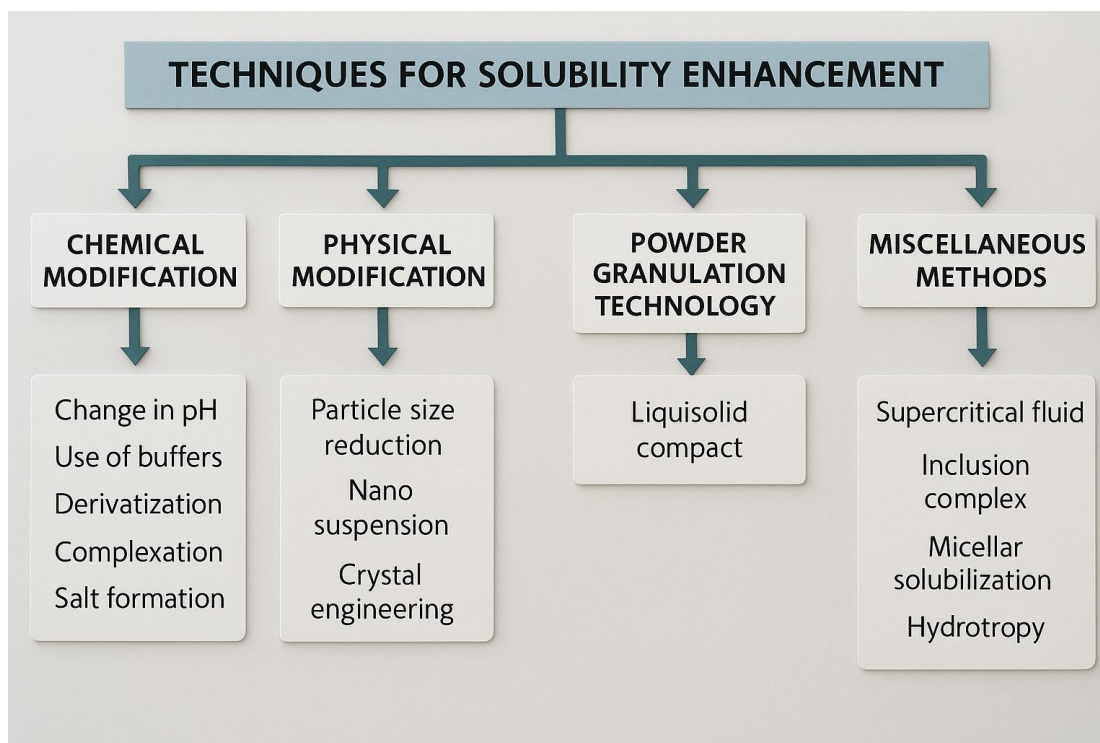 TECHNIQUES FOR SOLUBILITY ENHANCEMENT
CHEMICAL
MODIFICATION
Change in pH
Use of buffers
Derivatization
Complexation
Salt formation
PHYSICAL
MODIFICATION
Particle size
reduction
Nano
suspension
Crystal
engineering
POWDER
GRANULATION
TECHNOLOGY
Liquisolid
compact
MISCELLANEOUS
METHODS
Supercritical fluid
Inclusion
complex
Micellar
solubilization
Hydrotropy